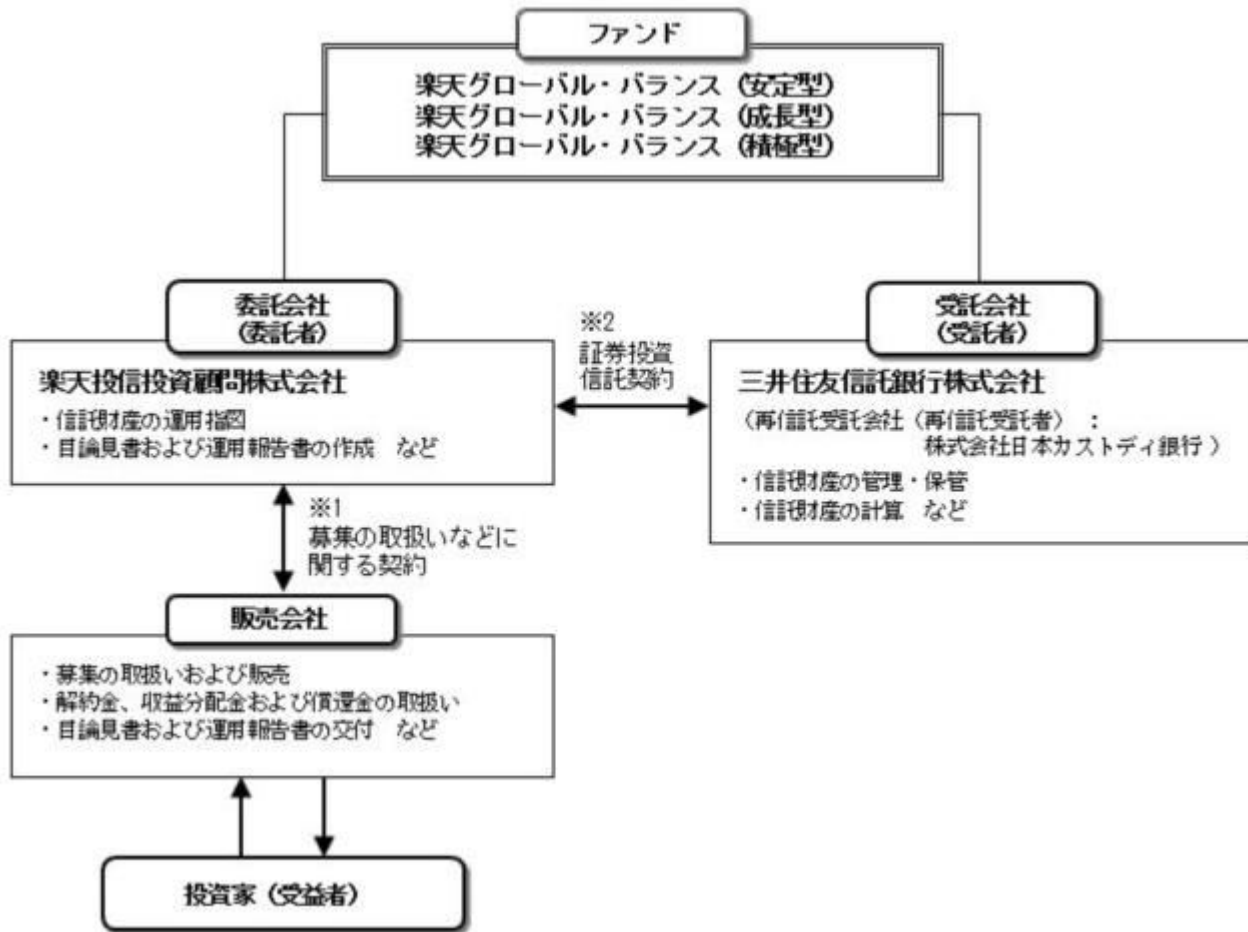 ファンド
楽天グローバル・バランス（安定型）
楽天グローバル・バランス（成長型）
楽天グローバル・バランス（積極型）
委託会社
（委託者）
楽天投信投資顧問株式会社
・信託財産の運用指図
・目論見書および運用報告書の作成　など
※2
証券投資
信託契約
受託会社
（受託者）
三井住友信託銀行株式会社
（再信託受託会社（再信託受託者）：
株式会社日本カストディ銀行）
・信託財産の管理・保管
・信託財産の計算　など
※1
募集の取扱いなどに
関する契約
販売会社
・募集の取扱いおよび販売
・解約金、収益分配金および償還金の取扱い
・目論見書および運用報告書の交付　など
投資家（受益者）